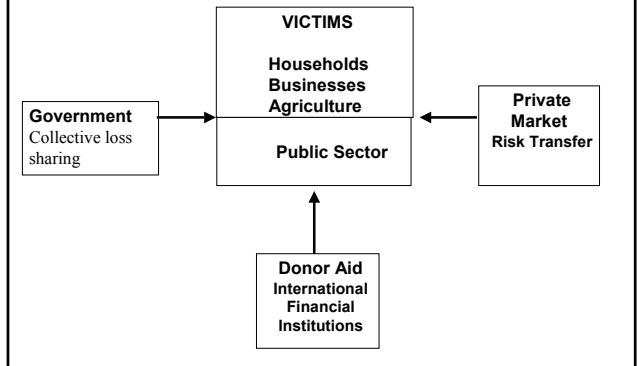 VICTIMS
Households
Businesses
Agriculture
Public Sector
Government
Collective loss
sharing
Private
Market
Risk Transfer
Donor Aid
International
Financial
Institutions